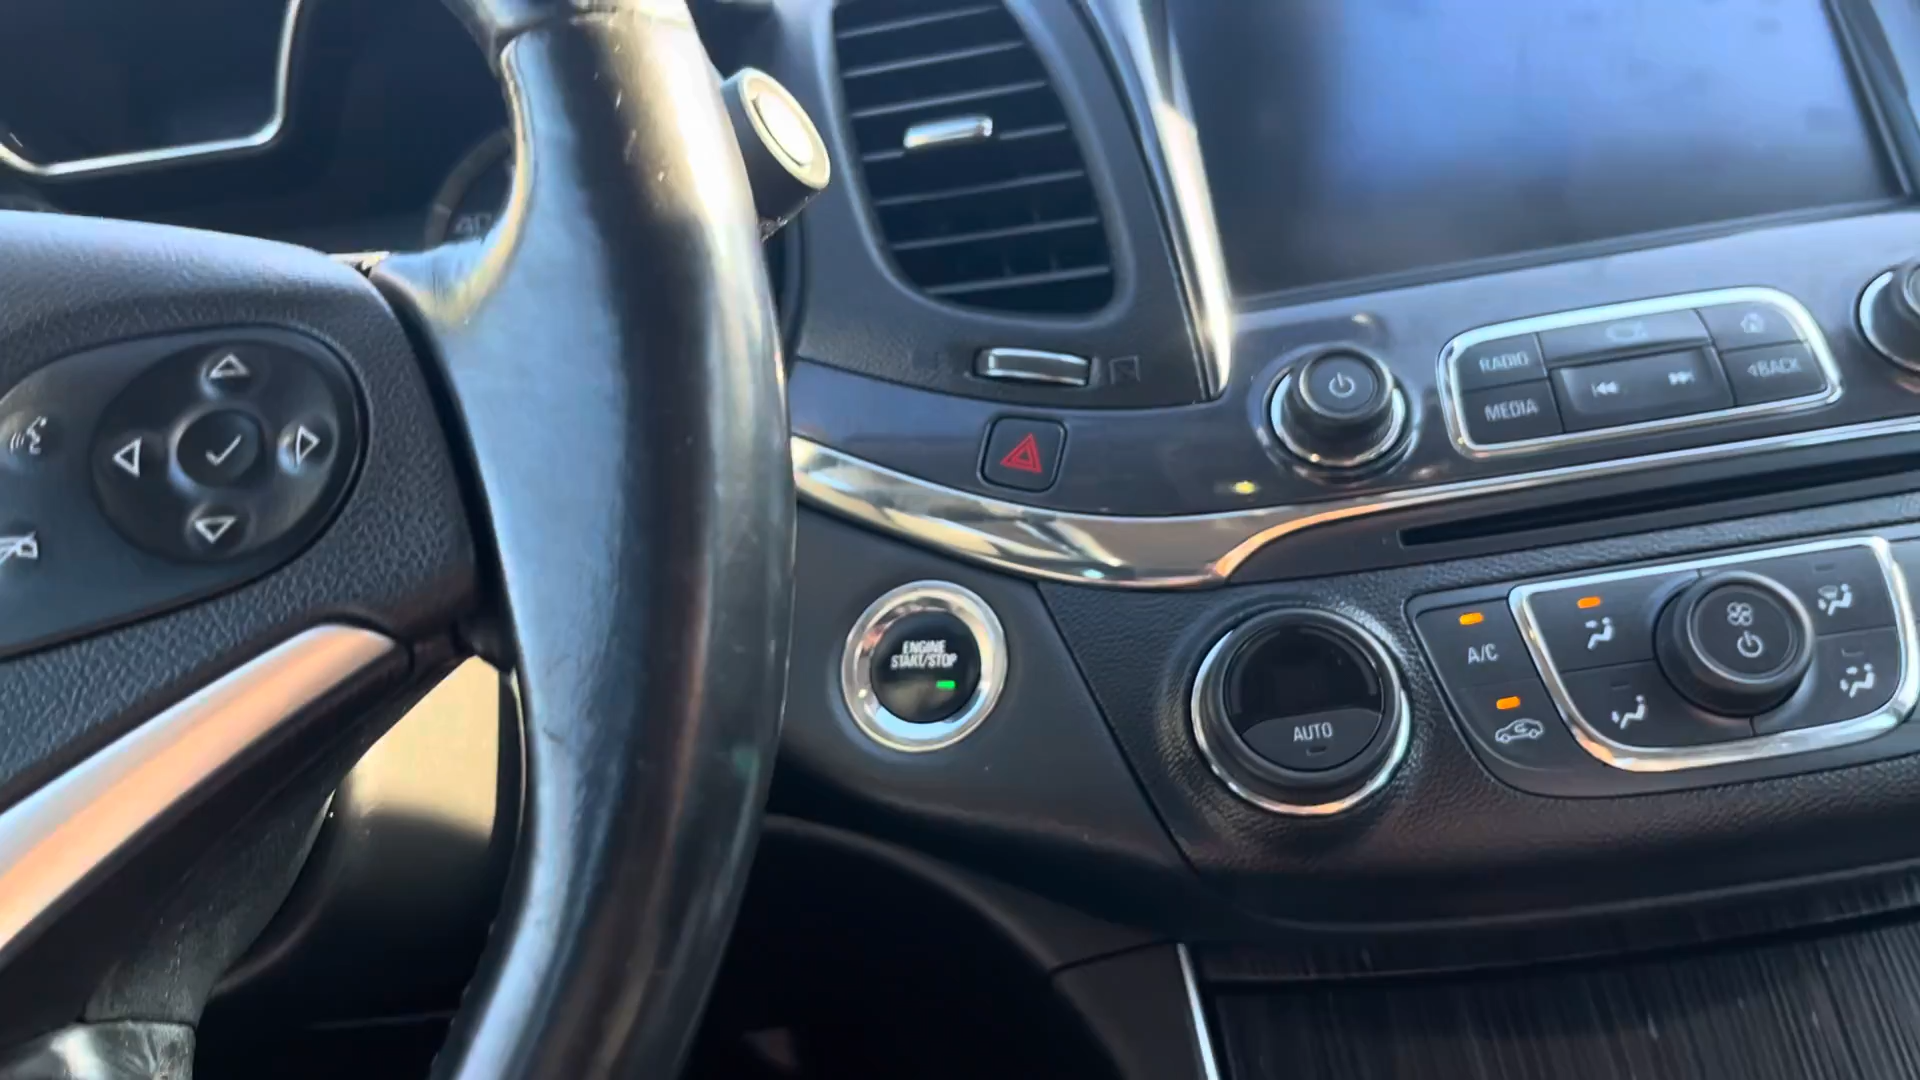 RADIO
MEDIA
BACK
ENGINE
START/STOP
A/C
AUTO